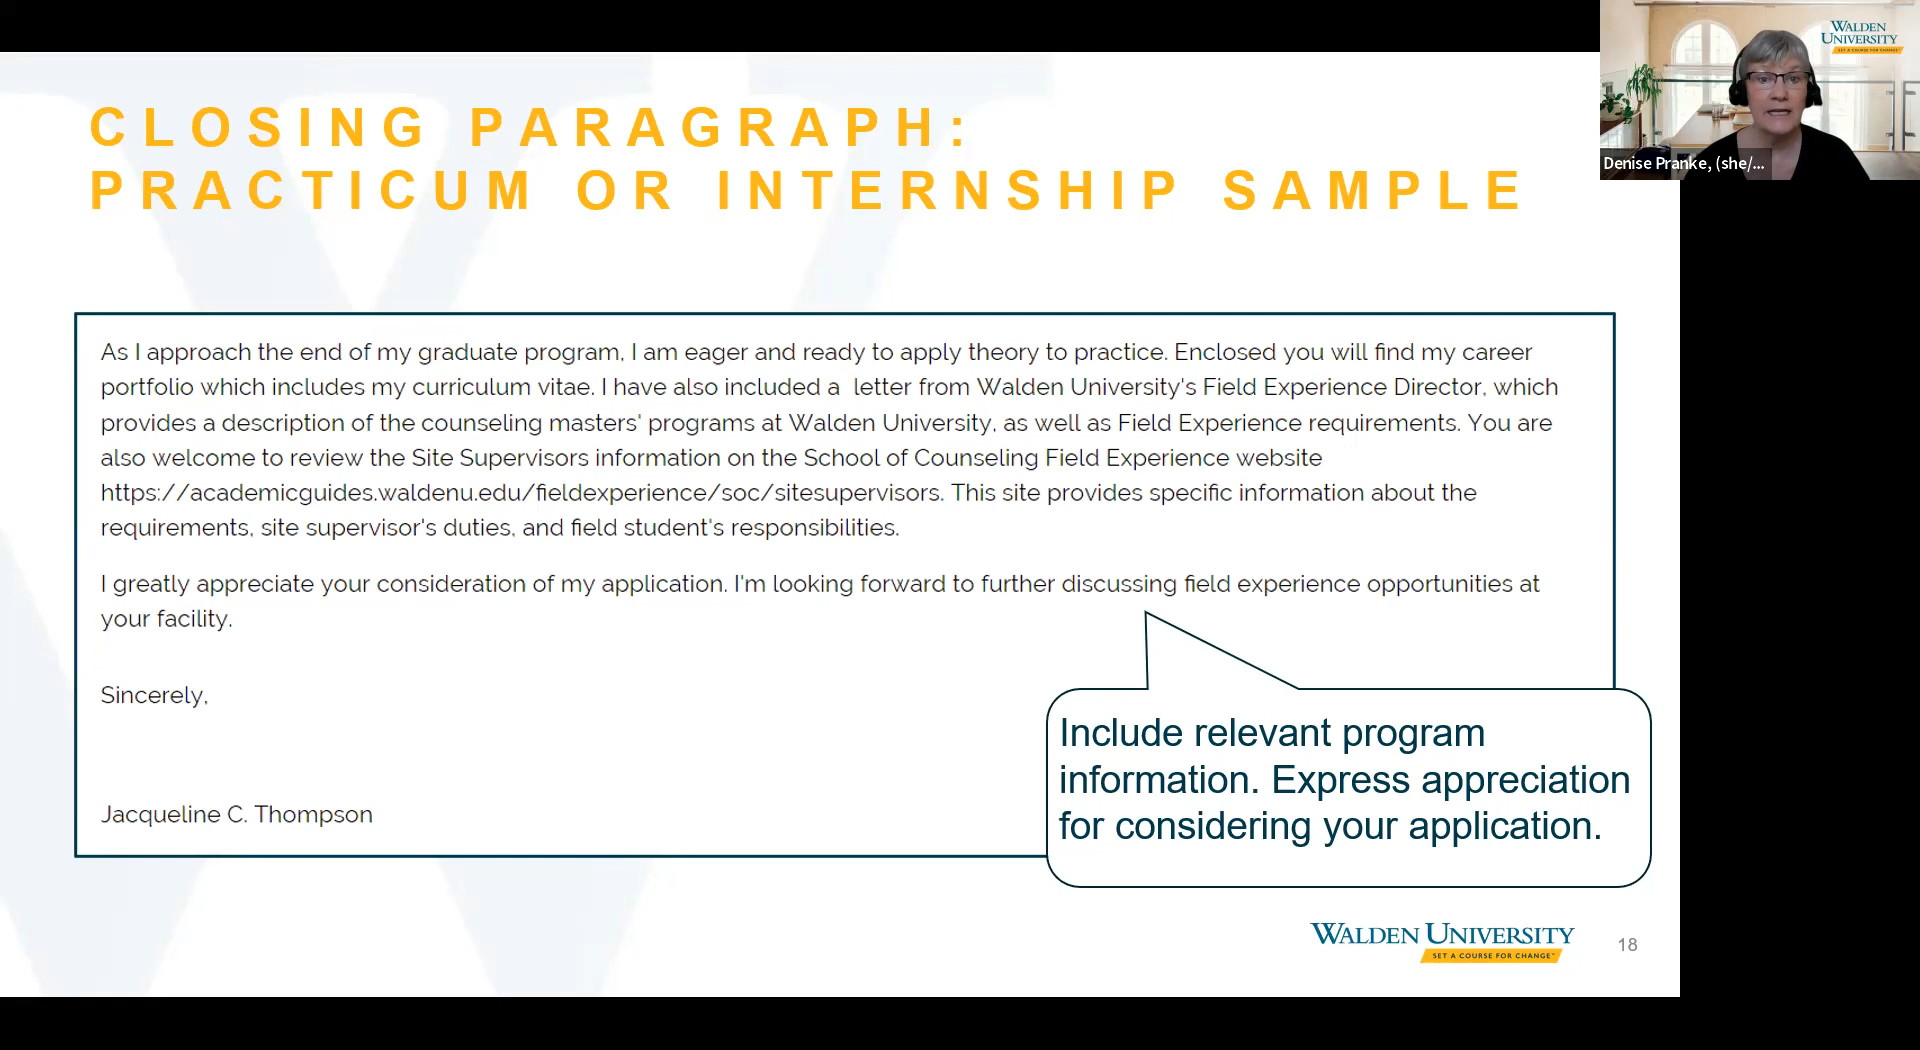 CLOSING PARAGRAPH:
PRACTICUM OR INTERNSHIP SAMPLE
As I approach the end of my graduate program, I am eager and ready to apply theory to practice. Enclosed you will find my career
portfolio which includes my curriculum vitae. I have also included a  letter from Walden University's Field Experience Director, which
provides a description of the counseling masters' programs at Walden University, as well as Field Experience requirements. You are
also welcome to review the Site Supervisors information on the School of Counseling Field Experience website
https://academicguides.waldenu.edu/fieldexperience/soc/sitesupervisors. This site provides specific information about the
requirements, site supervisor's duties, and field student's responsibilities.
I greatly appreciate your consideration of my application. I'm looking forward to further discussing field experience opportunities at
your facility.
Sincerely,
Jacqueline C. Thompson
Include relevant program
information. Express appreciation
for considering your application.
WALDEN UNIVERSITY
SET A COURSE FOR CHANGE™
18
WALDEN
UNIVERSITY
SET A COURSE FOR CHANGE
Denise Pranke, (she/...